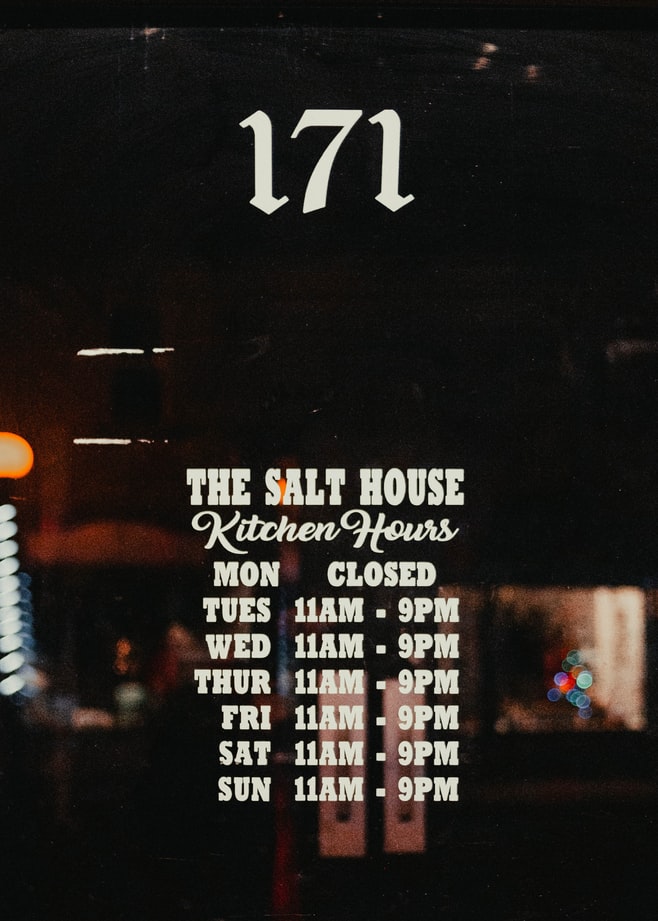 171
THE SALT HOUSE
Kitchen Hours
MON CLOSED
TUES 11AM - 9PM
WED 11AM - 9PM
THUR 11AM - 9PM
FRI 11AM - 9PM
SAT 11AM - 9PM
SUN 11AM - 9PM